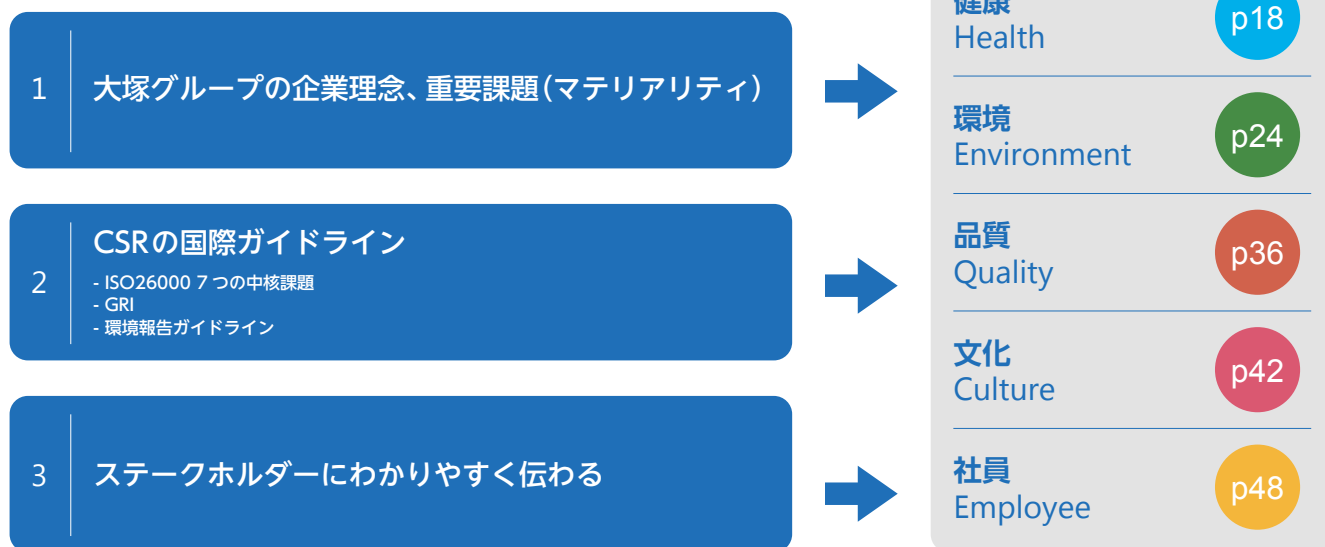 1
大塚グループの企業理念、重要課題(マテリアリティ)
2
CSRの国際ガイドライン
- ISO26000 7つの中核課題
- GRI
- 環境報告ガイドライン
3
ステークホルダーにわかりやすく伝わる
健康
Health
p18
環境
Environment
p24
品質
Quality
p36
文化
Culture
p42
社員
Employee
p48